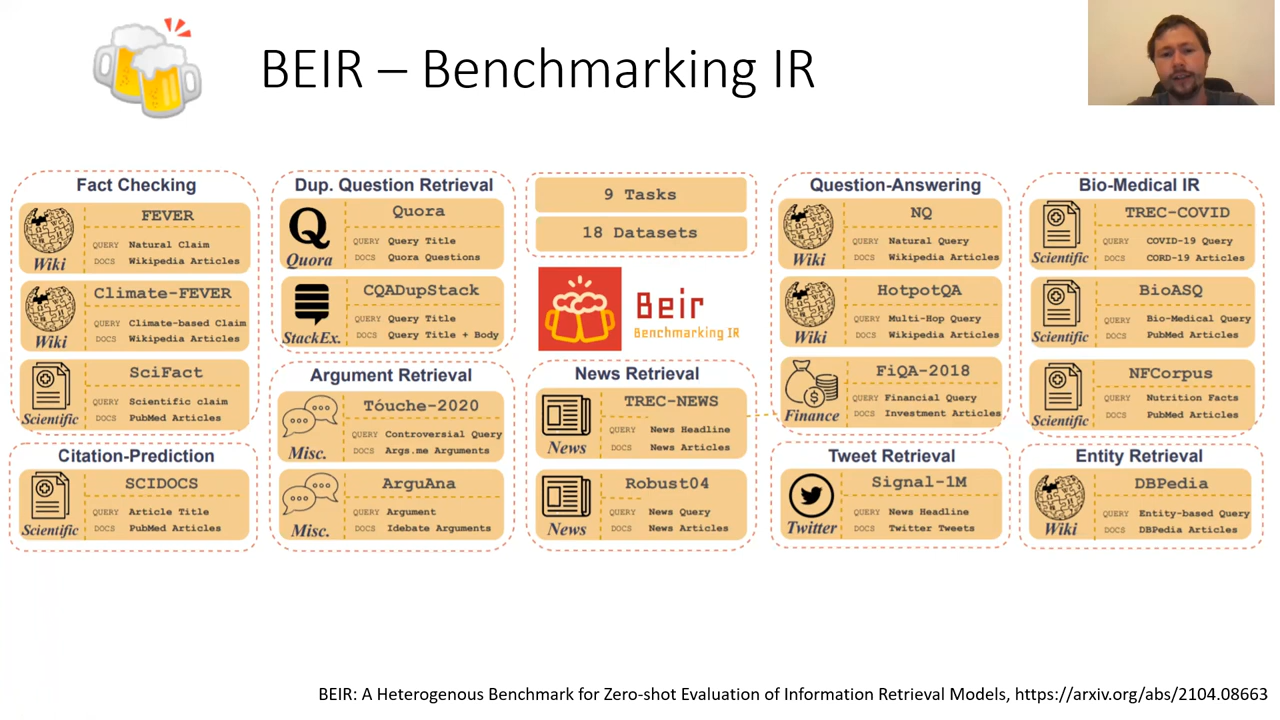 BEIR – Benchmarking IR
Fact Checking
FEVER
QUERY Natural Claim
DOCS Wikipedia Articles
Wiki
Climate-FEVER
QUERY Climate-based Claim
DOCS Wikipedia Articles
Wiki
SciFact
QUERY Scientific claim
DOCS PubMed Articles
Scientific
Citation-Prediction
SCIDOCS
QUERY Article Title
DOCS PubMed Articles
Scientific
Dup. Question Retrieval
Quora
Q
QUERY Query Title
DOCS Quora Questions
Quora
CQADupStack
QUERY Query Title
DOCS Query Title + Body
StackEx.
Argument Retrieval
Tóuche-2020
QUERY Controversial Query
DOCS Args.me Arguments
Misc.
ArguAna
QUERY Argument
DOCS Idebate Arguments
Misc.
9 Tasks
18 Datasets
Beir
Benchmarking IR
News Retrieval
TREC-NEWS
QUERY News Headline
DOCS News Articles
News
Robust04
QUERY News Query
DOCS News Articles
News
Question-Answering
NQ
QUERY Natural Query
DOCS Wikipedia Articles
Wiki
HotpotQA
QUERY Multi-Hop Query
DOCS Wikipedia Articles
Wiki
FiQA-2018
QUERY Financial Query
DOCS Investment Articles
Finance
Tweet Retrieval
Signal-1M
QUERY News Headline
DOCS Twitter Tweets
Twitter
Bio-Medical IR
TREC-COVID
QUERY COVID-19 Query
DOCS CORD-19 Articles
Scientific
BioASQ
QUERY Bio-Medical Query
DOCS PubMed Articles
Scientific
NFCorpus
QUERY Nutrition Facts
DOCS PubMed Articles
Scientific
Entity Retrieval
DBPedia
QUERY Entity-based Query
DOCS DBPedia Articles
Wiki
BEIR: A Heterogenous Benchmark for Zero-shot Evaluation of Information Retrieval Models, https://arxiv.org/abs/2104.08663